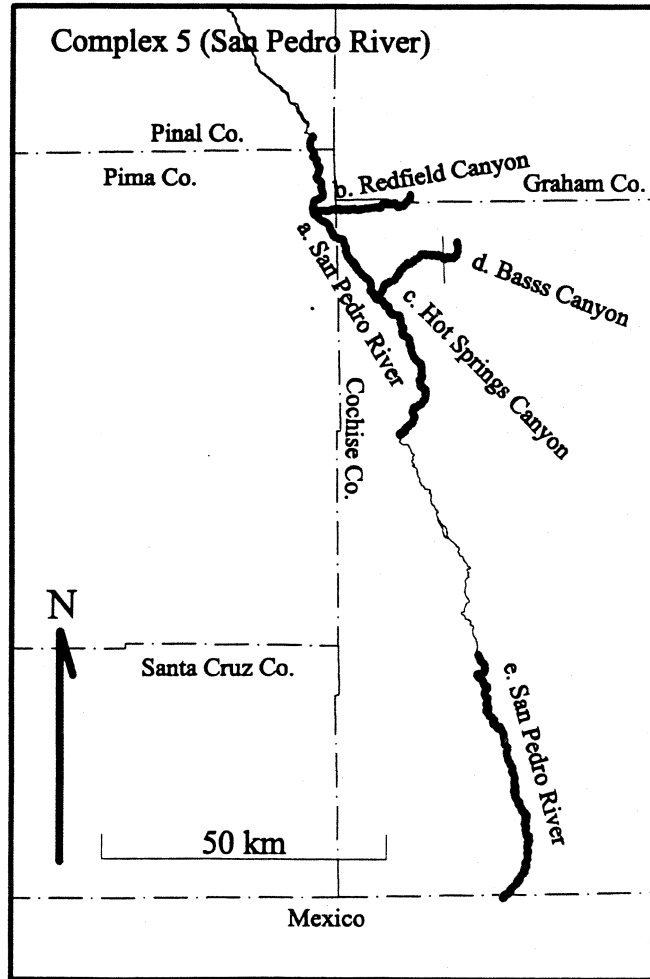 Complex 5 (San Pedro River)
Pinal Co.
Pima Co.
b. Redfield Canyon
Graham Co.
a. San Pedro River
d. Basss Canyon
c. Hot Springs Canyon
Cochise Co.
N
Santa Cruz Co.
e. San Pedro River
50 km
Mexico